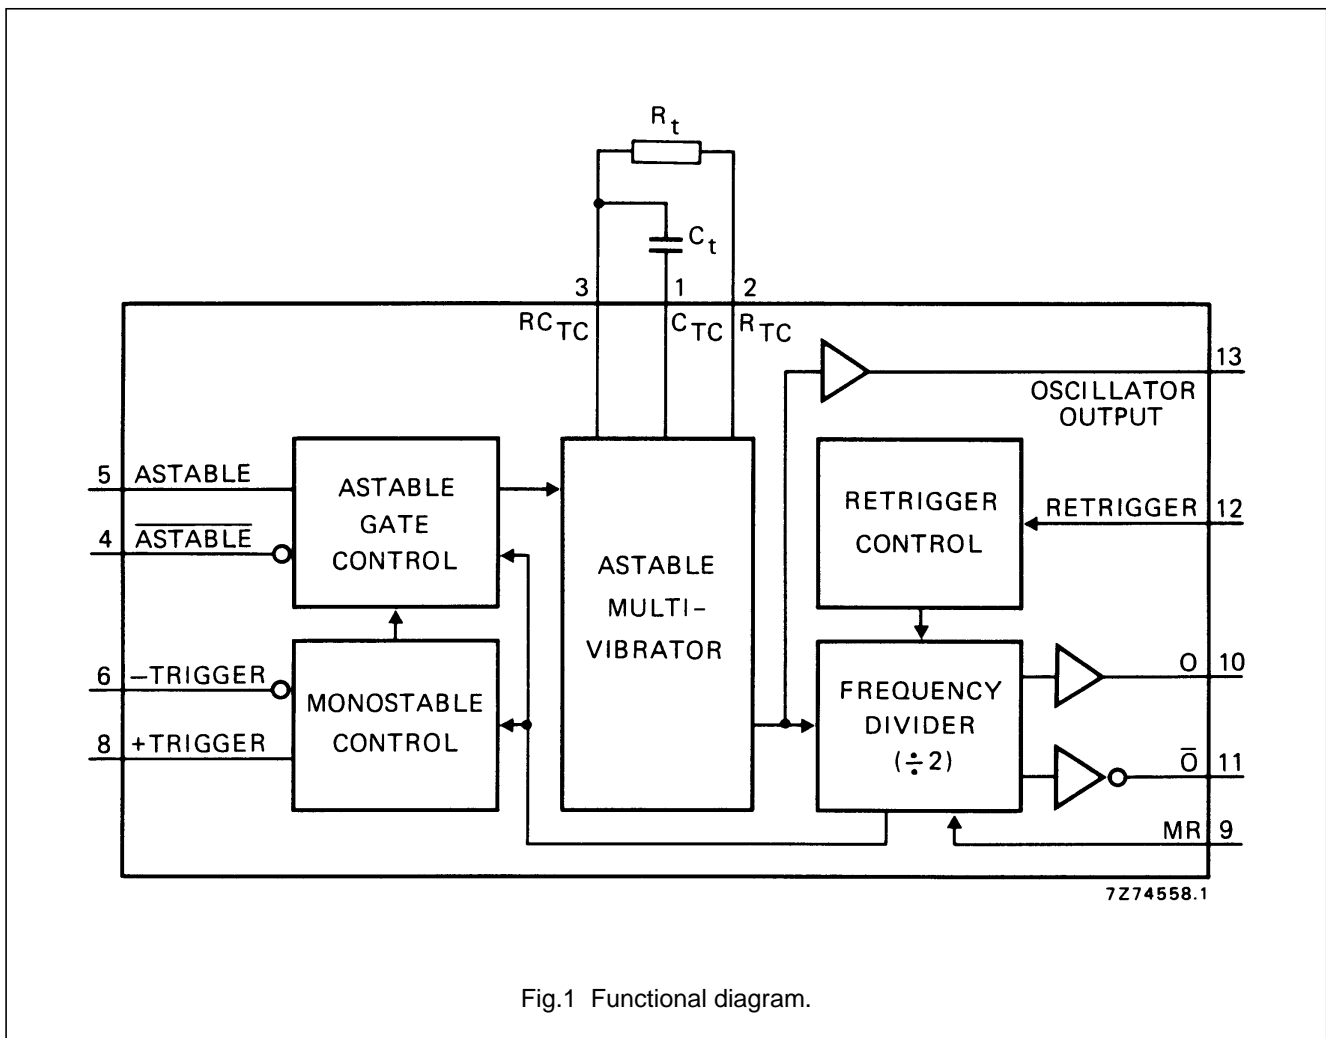 R t
C t
3 1 2
RC TC C TC R TC
13
OSCILLATOR
OUTPUT
5 ASTABLE
4 ASTABLE
ASTABLE
GATE
CONTROL
6 –TRIGGER
8 +TRIGGER
MONOSTABLE
CONTROL
ASTABLE
MULTI–
VIBRATOR
RETRIGGER
CONTROL
RETRIGGER 12
FREQUENCY
DIVIDER
(÷2)
O 10
O̅ 11
MR 9
7Z74558.1
Fig.1 Functional diagram.